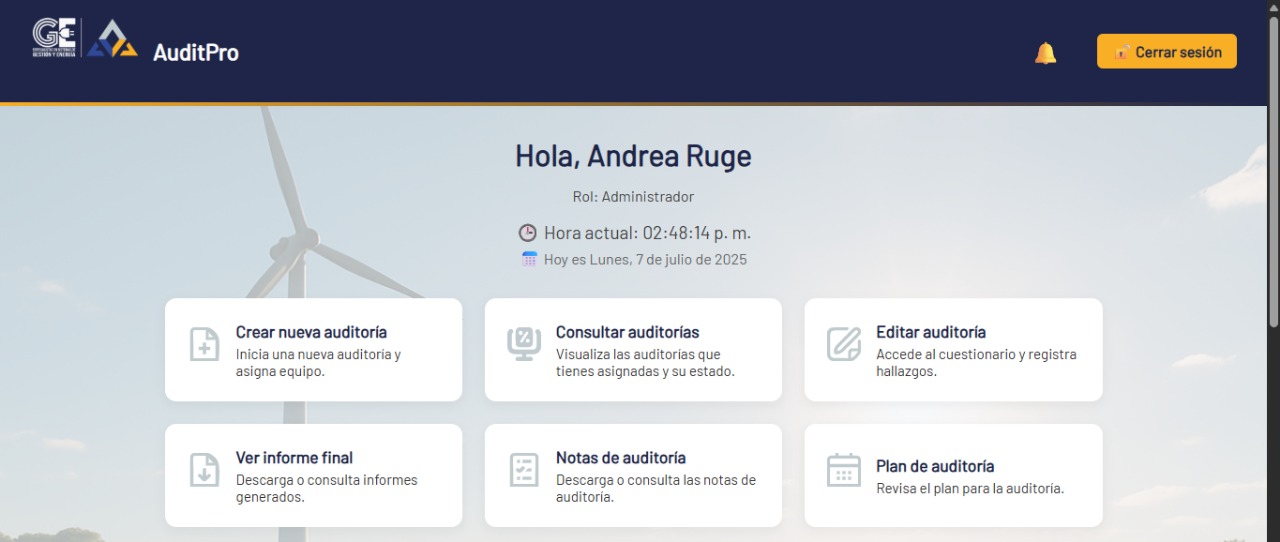 GE
GESTIÓN Y ENERGÍA
AuditPro
Cerrar sesión
Hola, Andrea Ruge
Rol: Administrador
Hora actual: 02:48:14 p. m.
Hoy es Lunes, 7 de julio de 2025
Crear nueva auditoría
Inicia una nueva auditoría y
asigna equipo.
Consultar auditorías
Visualiza las auditorías que
tienes asignadas y su estado.
Editar auditoría
Accede al cuestionario y registra
hallazgos.
Ver informe final
Descarga o consulta informes
generados.
Notas de auditoría
Descarga o consulta las notas de
auditoría.
Plan de auditoría
Revisa el plan para la auditoría.